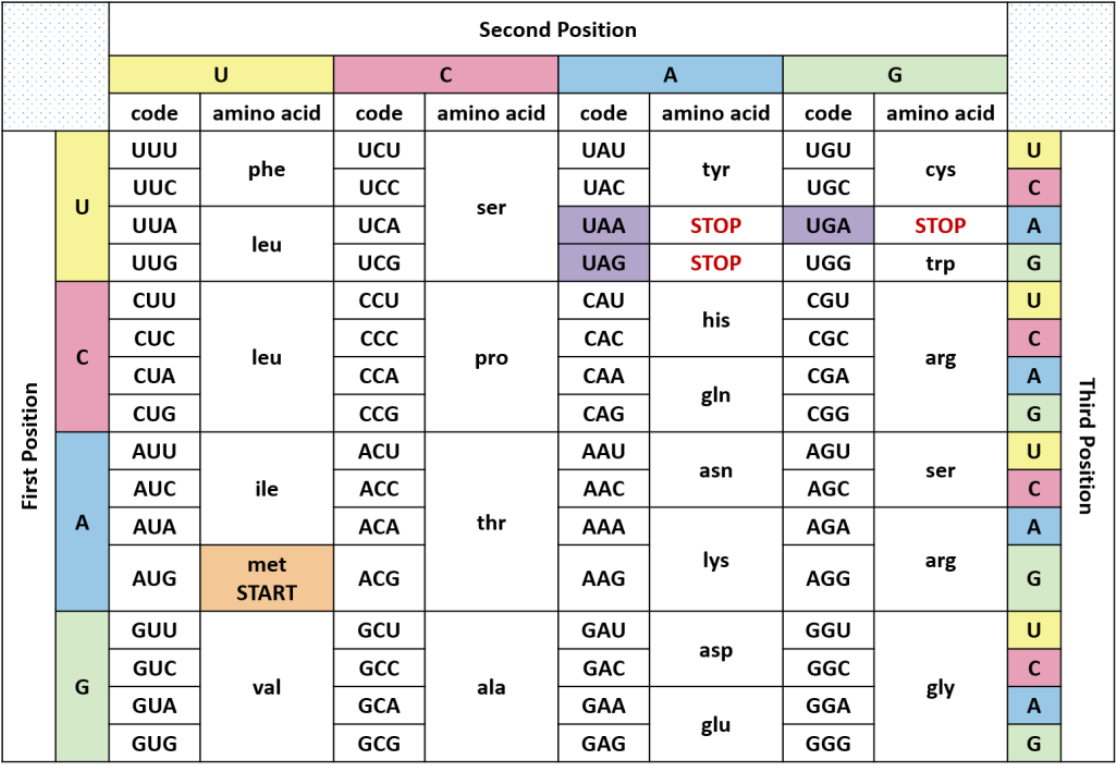 Second Position
U C A G
code amino acid code amino acid code amino acid code amino acid
First Position
Third Position
U
UUU phe UCU ser UAU tyr UGU cys U
UUC UCC UAC UGC C
UUA leu UCA UAA STOP UGA STOP A
UUG UCG UAG STOP UGG trp G
C
CUU leu CCU pro CAU his CGU arg U
CUC CCC CAC CGC C
CUA CCA CAA gln CGA A
CUG CCG CAG CGG G
A
AUU ile ACU thr AAU asn AGU ser U
AUC ACC AAC AGC C
AUA ACA AAA lys AGA arg A
AUG met START ACG AAG AGG G
G
GUU val GCU ala GAU asp GGU gly U
GUC GCC GAC GGC C
GUA GCA GAA glu GGA A
GUG GCG GAG GGG G